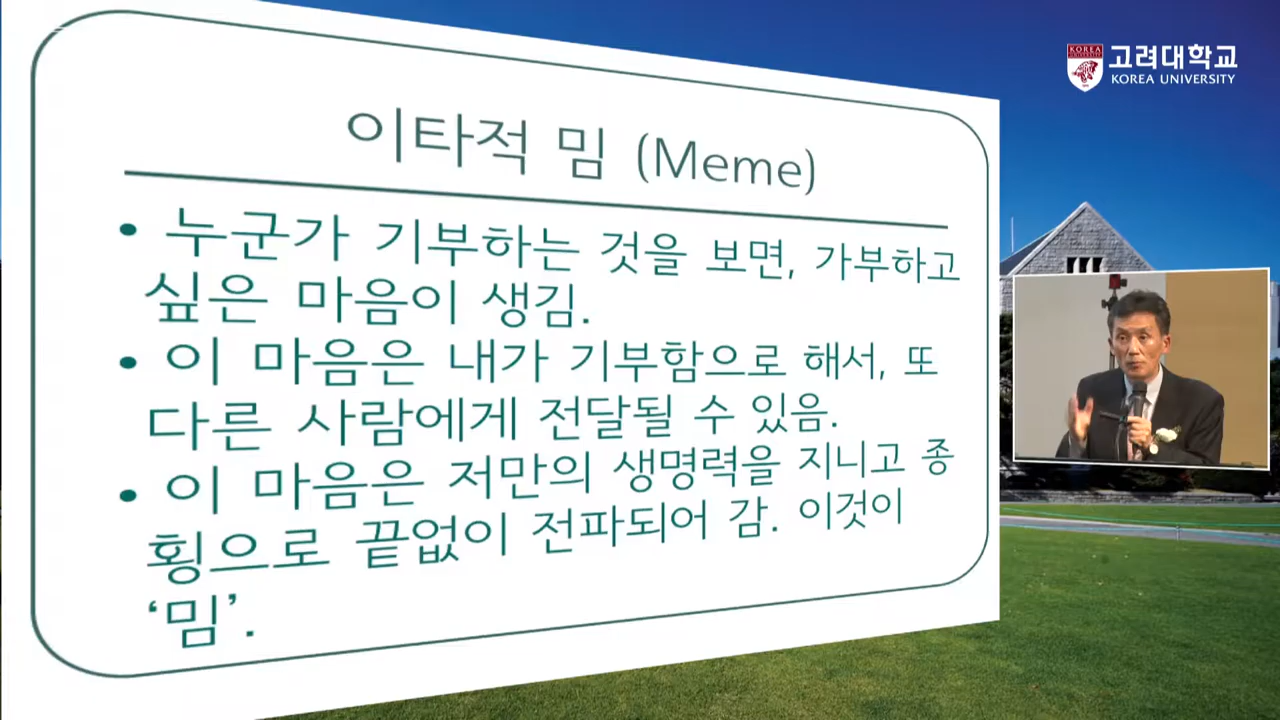 KOREA
고려대학교
KOREA UNIVERSITY
이타적 밈 (Meme)
• 누군가 기부하는 것을 보면, 가부하고
싶은 마음이 생김.
• 이 마음은 내가 기부함으로 해서, 또
다른 사람에게 전달될 수 있음.
• 이 마음은 저만의 생명력을 지니고 종
횡으로 끝없이 전파되어 감. 이것이
‘밈’.